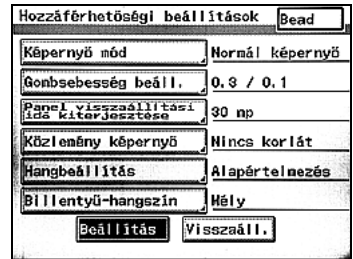 Hozzáférhetőségi beállítások Bead
Képernyő mód Normál képernyő
Gombsebesség beáll. 0.3 / 0.1
Panel visszaállítási
idő kiterjesztése 30 mp
Közlemény képernyő Nincs korlát
Hangbeállítás Alapértelmezés
Billentyű-hangszín Mély
Beállítás Visszaáll.